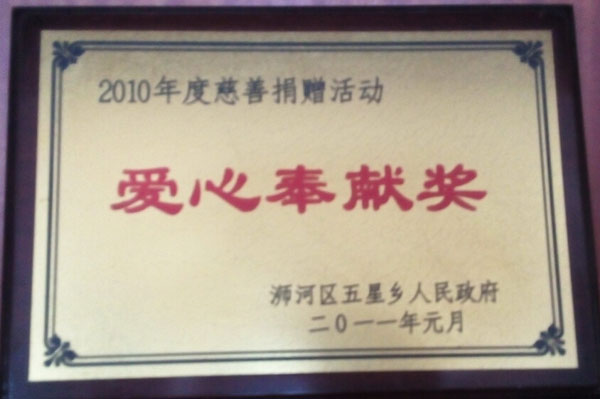 2010年度慈善捐赠活动
爱心奉献奖
浉河区五星乡人民政府
二0一一年元月